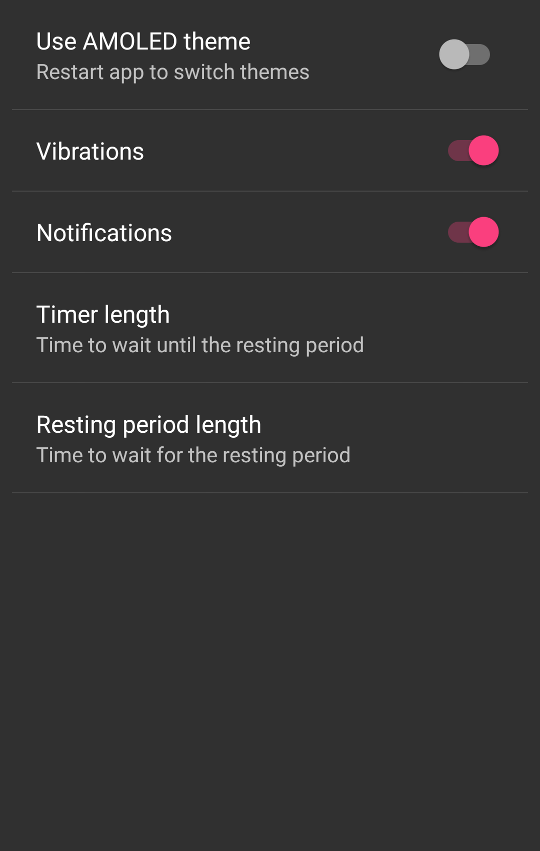 Use AMOLED theme
Restart app to switch themes
Vibrations
Notifications
Timer length
Time to wait until the resting period
Resting period length
Time to wait for the resting period